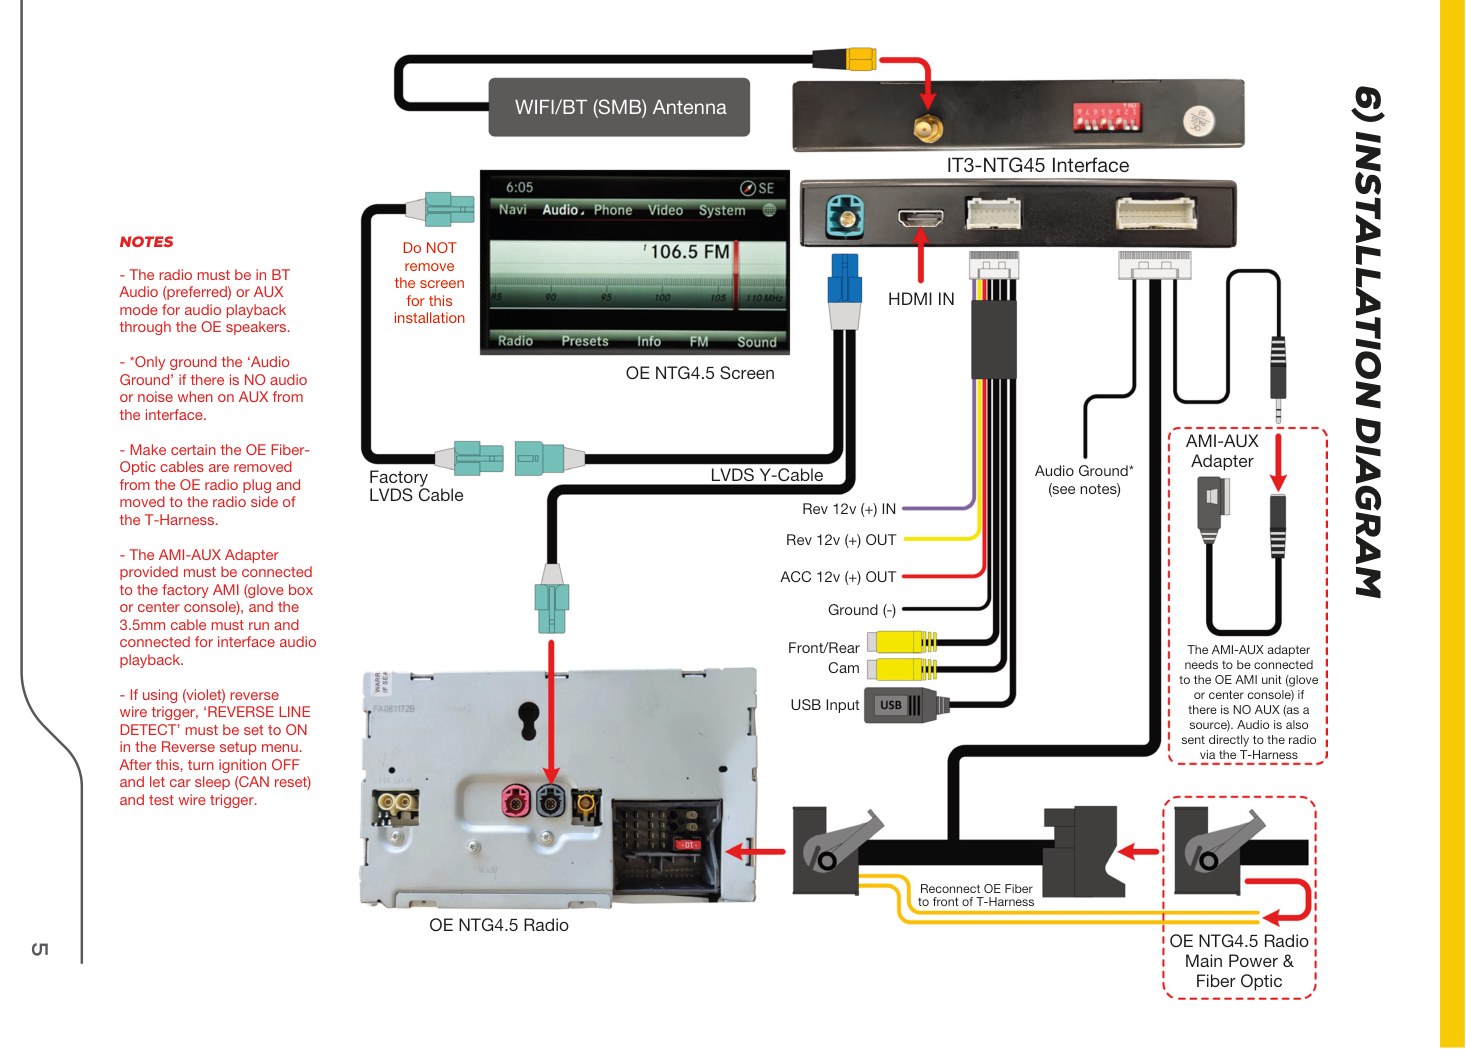 6) INSTALLATION DIAGRAM
WIFI/BT (SMB) Antenna
IT3-NTG45 Interface
6:05
SE
Navi Audio Phone Video System
106.5 FM
85 90 95 100 105 110 MHz
Radio Presets Info FM Sound
OE NTG4.5 Screen
Do NOT
remove
the screen
for this
installation
HDMI IN
NOTES
- The radio must be in BT
Audio (preferred) or AUX
mode for audio playback
through the OE speakers.
- *Only ground the ‘Audio
Ground’ if there is NO audio
or noise when on AUX from
the interface.
- Make certain the OE Fiber-
Optic cables are removed
from the OE radio plug and
moved to the radio side of
the T-Harness.
- The AMI-AUX Adapter
provided must be connected
to the factory AMI (glove box
or center console), and the
3.5mm cable must run and
connected for interface audio
playback.
- If using (violet) reverse
wire trigger, ‘REVERSE LINE
DETECT’ must be set to ON
in the Reverse setup menu.
After this, turn ignition OFF
and let car sleep (CAN reset)
and test wire trigger.
Factory
LVDS Cable
LVDS Y-Cable
Rev 12v (+) IN
Rev 12v (+) OUT
ACC 12v (+) OUT
Ground (-)
Front/Rear
Cam
USB Input
USB
Audio Ground*
(see notes)
AMI-AUX
Adapter
The AMI-AUX adapter
needs to be connected
to the OE AMI unit (glove
or center console) if
there is NO AUX (as a
source). Audio is also
sent directly to the radio
via the T-Harness
WARR
IF SEA
FA061172B
OE NTG4.5 Radio
Reconnect OE Fiber
to front of T-Harness
OE NTG4.5 Radio
Main Power &
Fiber Optic
5